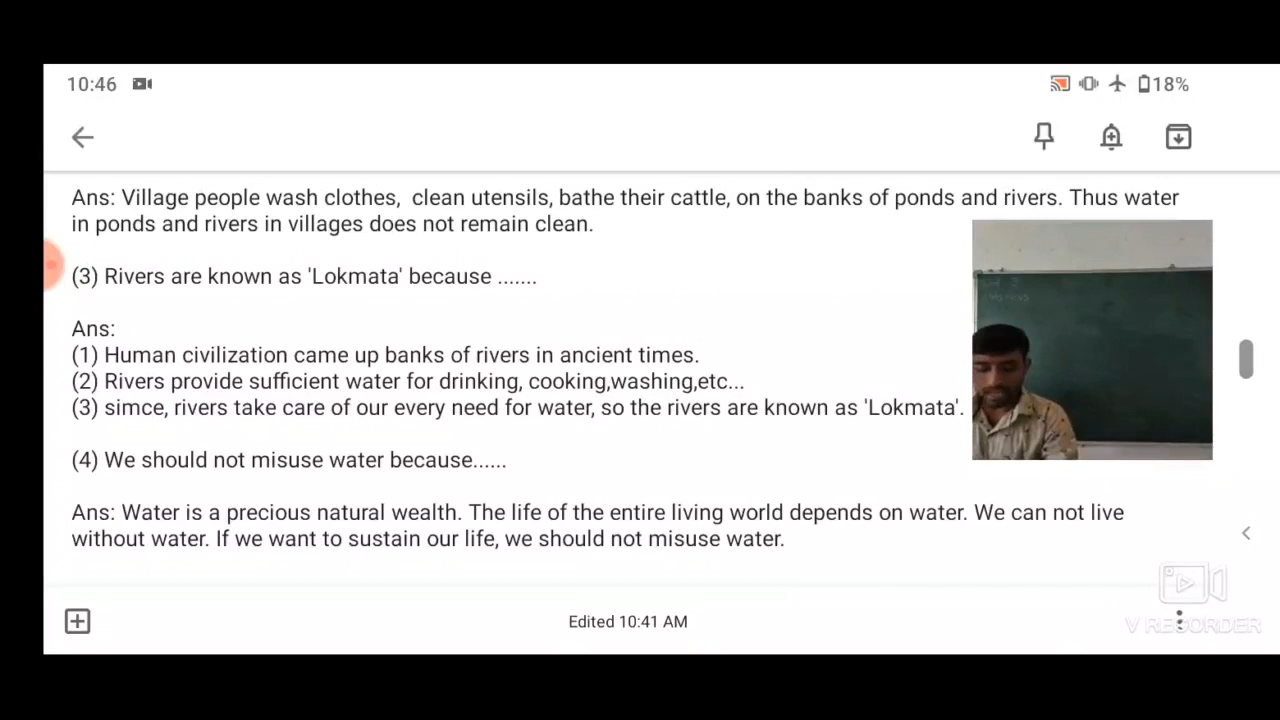 10:46
18%
Ans: Village people wash clothes,  clean utensils, bathe their cattle, on the banks of ponds and rivers. Thus water
in ponds and rivers in villages does not remain clean.
(3) Rivers are known as 'Lokmata' because .......
Ans:
(1) Human civilization came up banks of rivers in ancient times.
(2) Rivers provide sufficient water for drinking, cooking,washing,etc...
(3) simce, rivers take care of our every need for water, so the rivers are known as 'Lokmata'.
(4) We should not misuse water because......
Ans: Water is a precious natural wealth. The life of the entire living world depends on water. We can not live
without water. If we want to sustain our life, we should not misuse water.
Edited 10:41 AM
V RECORDER